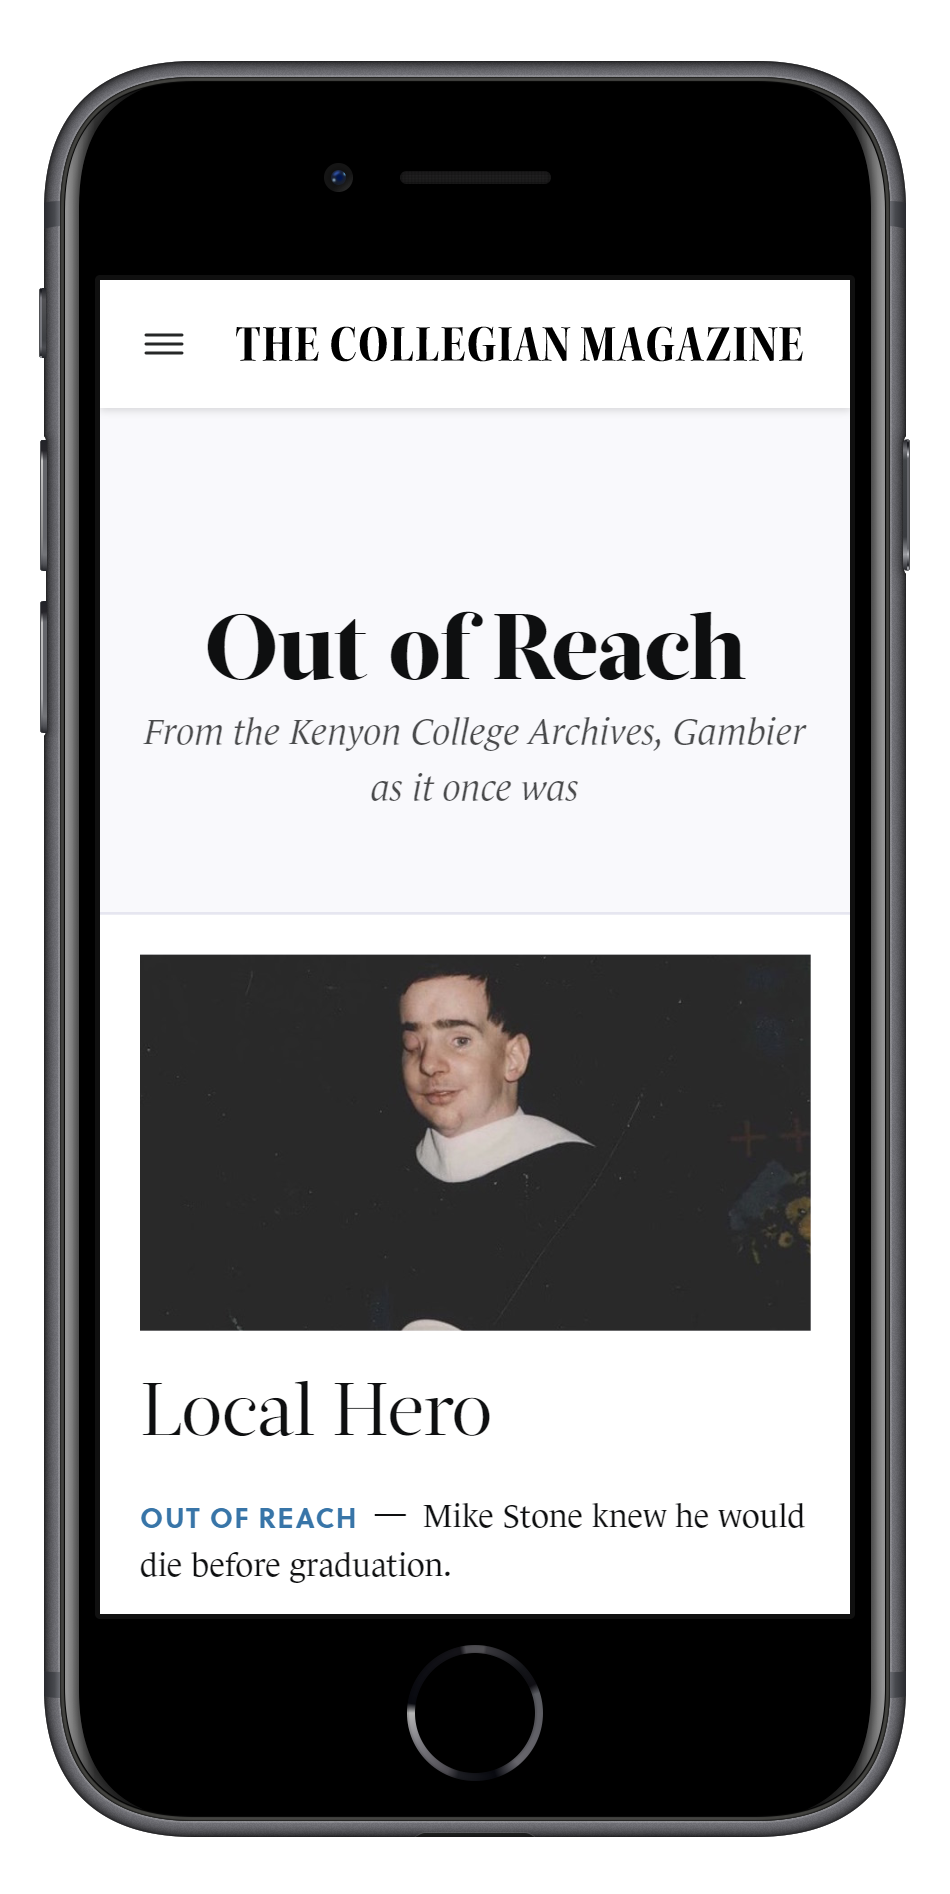 THE COLLEGIAN MAGAZINE
Out of Reach
From the Kenyon College Archives, Gambier
as it once was
Local Hero
OUT OF REACH — Mike Stone knew he would
die before graduation.